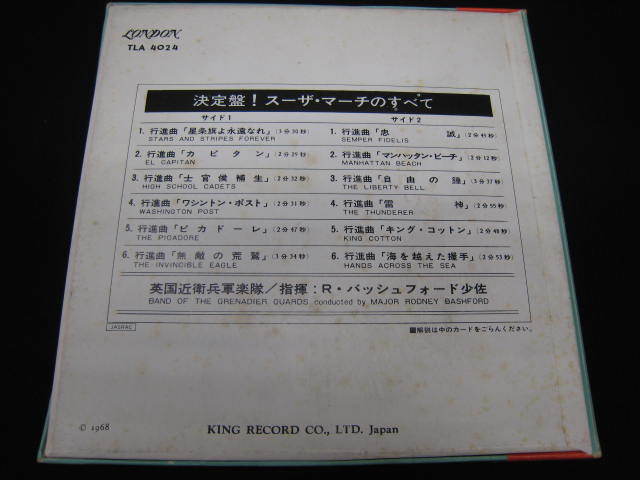 LONDON
TLA 4024
決定盤!スーザ・マーチのすべて
サイド1
1. 行進曲「星条旗よ永遠なれ」(3分30秒)
STARS AND STRIPES FOREVER
2. 行進曲「カピタン」(2分29秒)
EL CAPITAN
3. 行進曲「士官候補生」(2分32秒)
HIGH SCHOOL CADETS
4. 行進曲「ワシントン・ポスト」(2分31秒)
WASHINGTON POST
5. 行進曲「ピカドーレ」(2分47秒)
THE PICADORE
6. 行進曲「無敵の荒鷲」(3分34秒)
THE INVINCIBLE EAGLE
サイド2
1. 行進曲「忠誠」(2分41秒)
SEMPER FIDELIS
2. 行進曲「マンハッタン・ビーチ」(2分12秒)
MANHATTAN BEACH
3. 行進曲「自由の鐘」(3分37秒)
THE LIBERTY BELL
4. 行進曲「雷神」(2分55秒)
THE THUNDERER
5. 行進曲「キング・コットン」(2分48秒)
KING COTTON
6. 行進曲「海を越えた握手」(2分53秒)
HANDS ACROSS THE SEA
英国近衛兵軍楽隊/指揮:R・バッシュフォード少佐
BAND OF THE GRENADIER GUARDS conducted by MAJOR RODNEY BASHFORD
JASRAC
■解説は中のカードをごらんください。
© 1968
KING RECORD CO., LTD. Japan